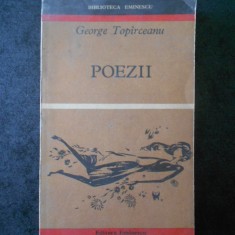 BIBLIOTECA EMINESCU
George Topîrceanu
POEZII
Editura Eminescu